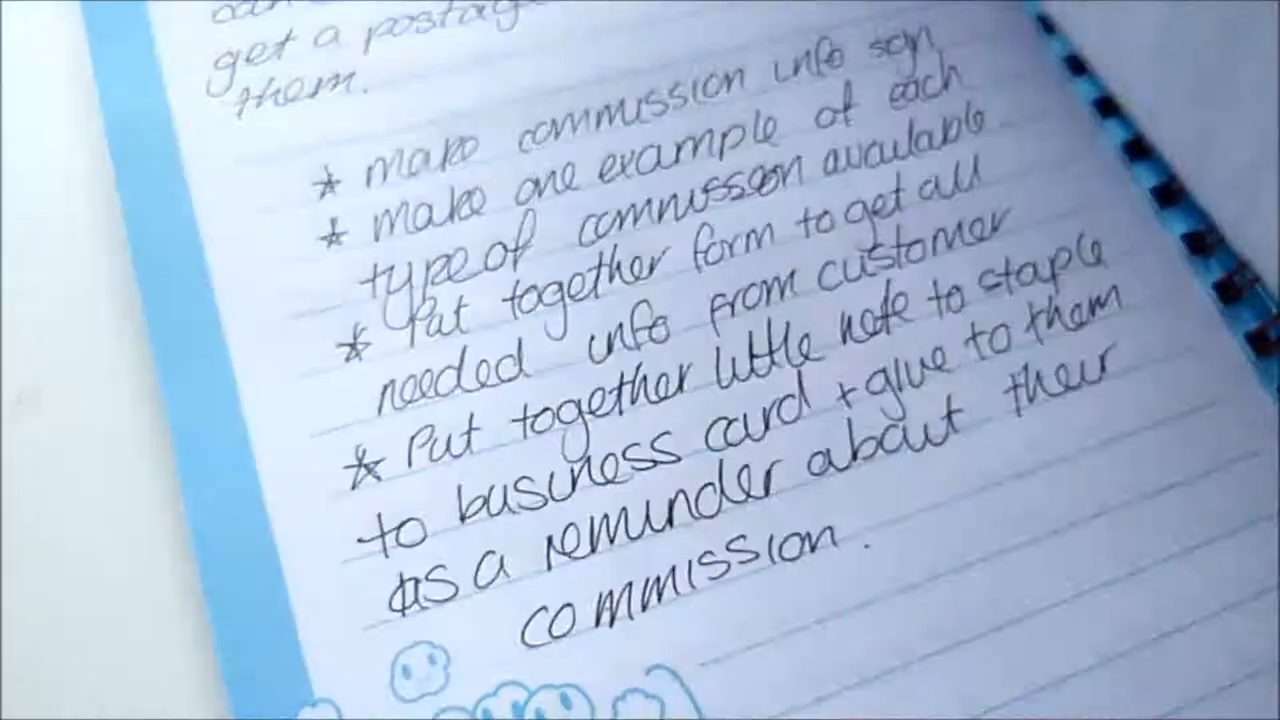 get a postag
them.
* make commission info sign
* make one example of each
type of commission available
* Put together form to get all
needed info from customer
* Put together little note to staple
to business card + give to them
as a reminder about their
commission.